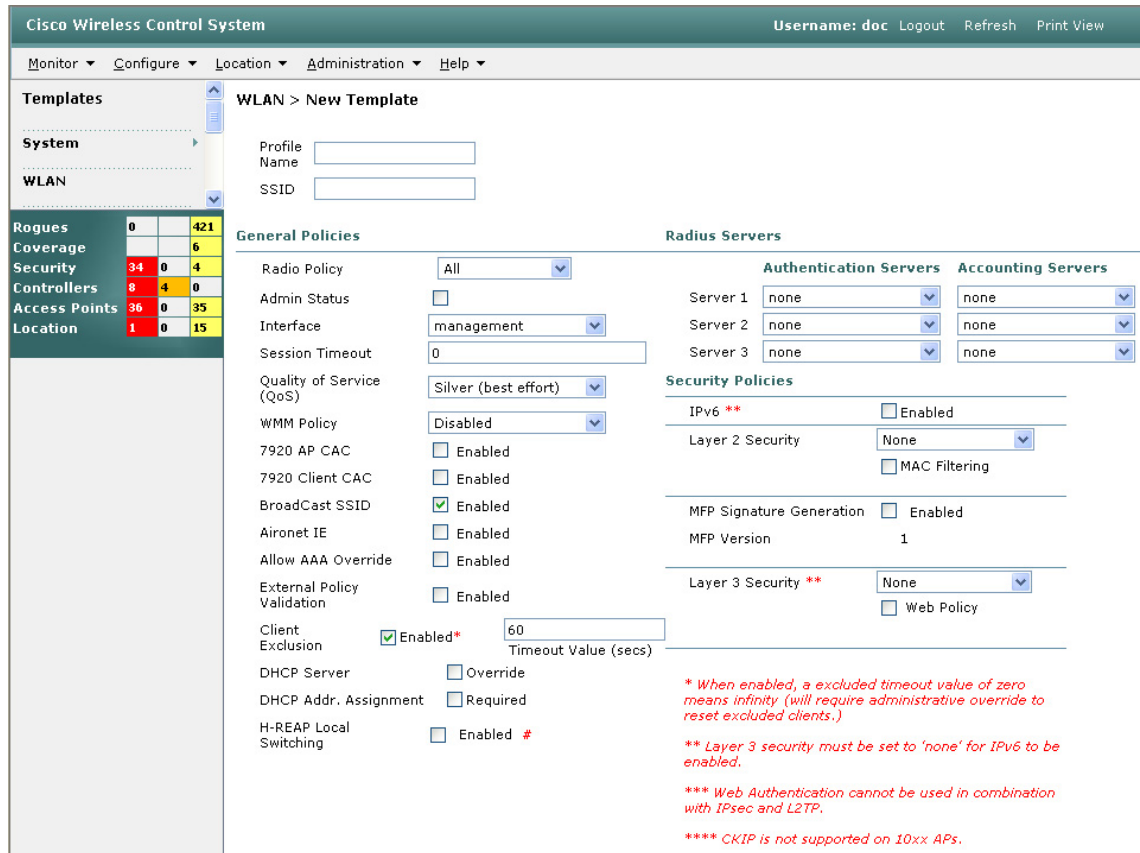 Cisco Wireless Control System
Username: doc Logout Refresh Print View
Monitor Configure Location Administration Help
Templates
System
WLAN
Rogues 0 421
Coverage 6
Security 34 0 4
Controllers 8 4 0
Access Points 36 0 35
Location 1 0 15
WLAN > New Template
Profile
Name
SSID
General Policies
Radio Policy All
Admin Status
Interface management
Session Timeout 0
Quality of Service
(QoS) Silver (best effort)
WMM Policy Disabled
7920 AP CAC Enabled
7920 Client CAC Enabled
BroadCast SSID Enabled
Aironet IE Enabled
Allow AAA Override Enabled
External Policy
Validation Enabled
Client
Exclusion Enabled* 60
Timeout Value (secs)
DHCP Server Override
DHCP Addr. Assignment Required
H-REAP Local
Switching Enabled #
Radius Servers
Authentication Servers Accounting Servers
Server 1 none none
Server 2 none none
Server 3 none none
Security Policies
IPv6 ** Enabled
Layer 2 Security None
MAC Filtering
MFP Signature Generation Enabled
MFP Version 1
Layer 3 Security ** None
Web Policy
* When enabled, a excluded timeout value of zero
means infinity (will require administrative override to
reset excluded clients.)
** Layer 3 security must be set to 'none' for IPv6 to be
enabled.
*** Web Authentication cannot be used in combination
with IPsec and L2TP.
**** CKIP is not supported on 10xx APs.